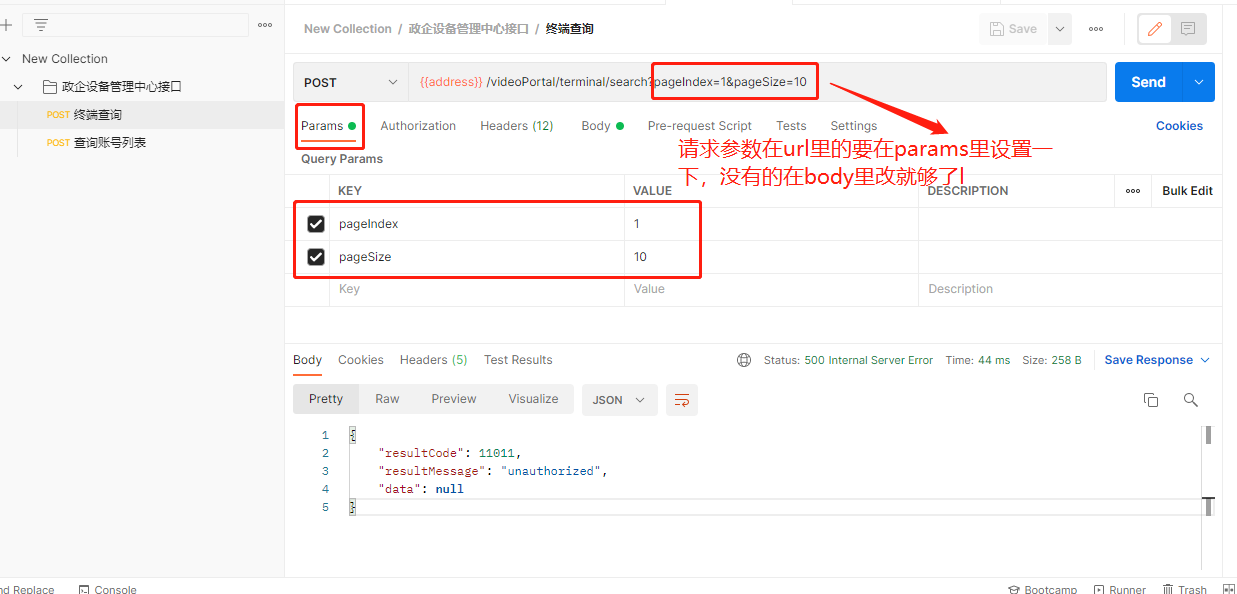 New Collection / 政企设备管理中心接口 / 终端查询
Save
New Collection
政企设备管理中心接口
POST 终端查询
POST 查询账号列表
POST
{{address}} /videoPortal/terminal/search?pageIndex=1&pageSize=10
Send
Params
Authorization
Headers (12)
Body
Pre-request Script
Tests
Settings
Cookies
请求参数在url里的要在params里设置一
下，没有的在body里改就够了l
Query Params
KEY
VALUE
DESCRIPTION
Bulk Edit
pageIndex
1
pageSize
10
Key
Value
Description
Body
Cookies
Headers (5)
Test Results
Status: 500 Internal Server Error
Time: 44 ms
Size: 258 B
Save Response
Pretty
Raw
Preview
Visualize
JSON
1 {
2 "resultCode": 11011,
3 "resultMessage": "unauthorized",
4 "data": null
5 }
nd Replace
Console
Bootcamp
Runner
Trash